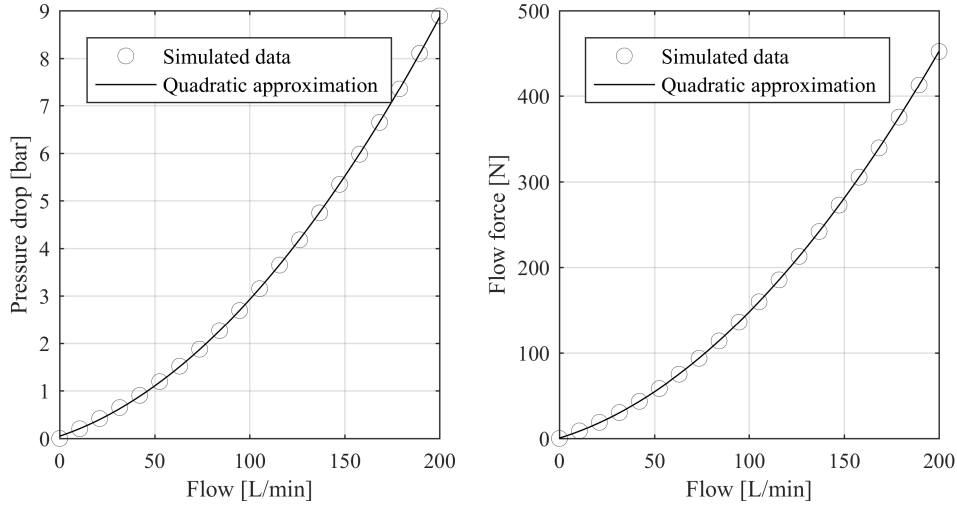 9
8
7
6
5
4
3
2
1
0
Pressure drop [bar]
Simulated data
Quadratic approximation
0 50 100 150 200
Flow [L/min]
500
400
300
200
100
0
Flow force [N]
Simulated data
Quadratic approximation
0 50 100 150 200
Flow [L/min]